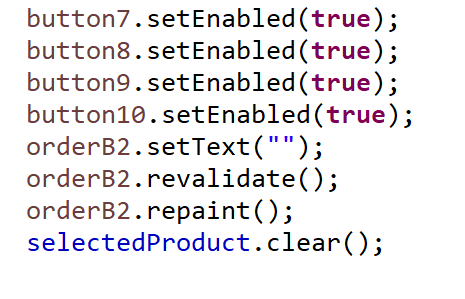 button7.setEnabled(true);
button8.setEnabled(true);
button9.setEnabled(true);
button10.setEnabled(true);
orderB2.setText("");
orderB2.revalidate();
orderB2.repaint();
selectedProduct.clear();